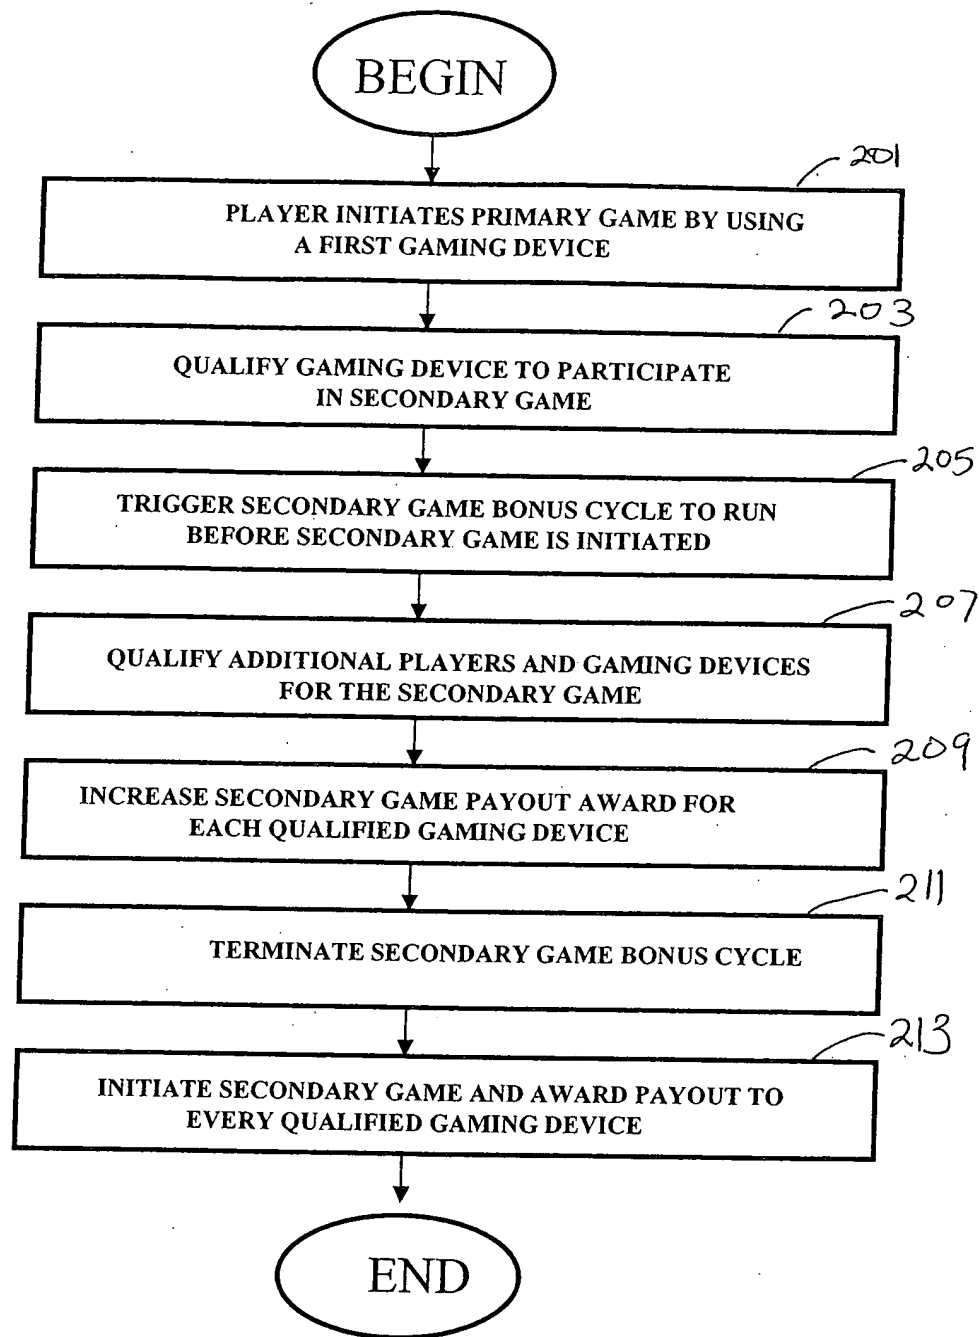 BEGIN
201
PLAYER INITIATES PRIMARY GAME BY USING
A FIRST GAMING DEVICE
203
QUALIFY GAMING DEVICE TO PARTICIPATE
IN SECONDARY GAME
205
TRIGGER SECONDARY GAME BONUS CYCLE TO RUN
BEFORE SECONDARY GAME IS INITIATED
207
QUALIFY ADDITIONAL PLAYERS AND GAMING DEVICES
FOR THE SECONDARY GAME
209
INCREASE SECONDARY GAME PAYOUT AWARD FOR
EACH QUALIFIED GAMING DEVICE
211
TERMINATE SECONDARY GAME BONUS CYCLE
213
INITIATE SECONDARY GAME AND AWARD PAYOUT TO
EVERY QUALIFIED GAMING DEVICE
END